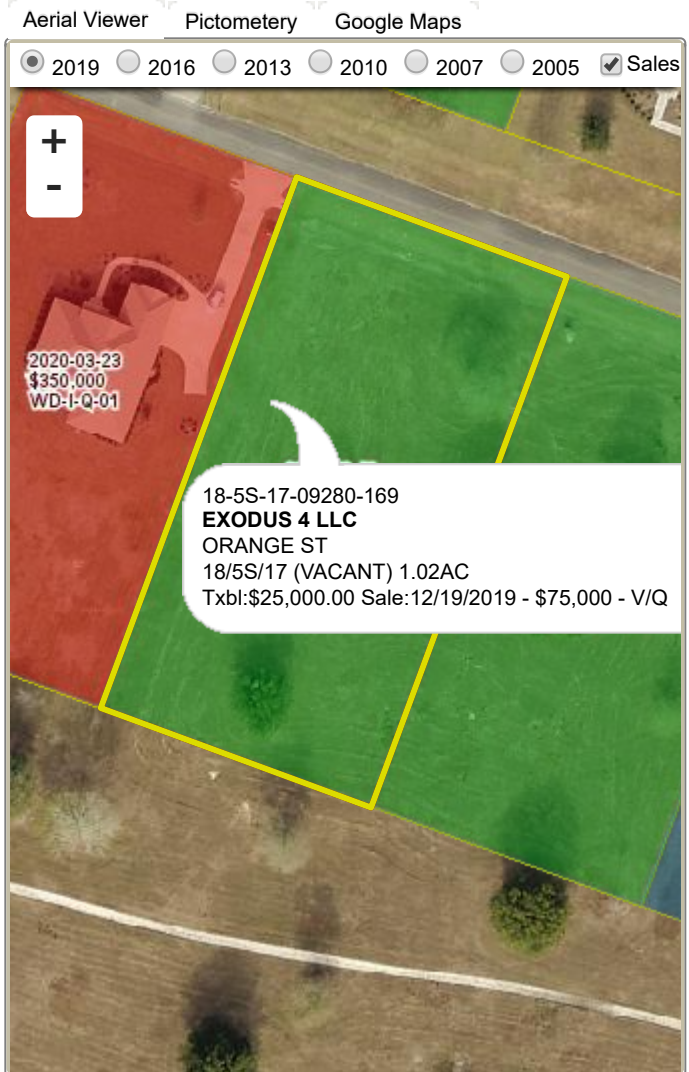 Aerial Viewer Pictometery Google Maps
2019 2016 2013 2010 2007 2005 Sales
+
-
2020-03-23
$350,000
WD-I-Q-01
18-5S-17-09280-169
EXODUS 4 LLC
ORANGE ST
18/5S/17 (VACANT) 1.02AC
Txbl:$25,000.00 Sale:12/19/2019 - $75,000 - V/Q